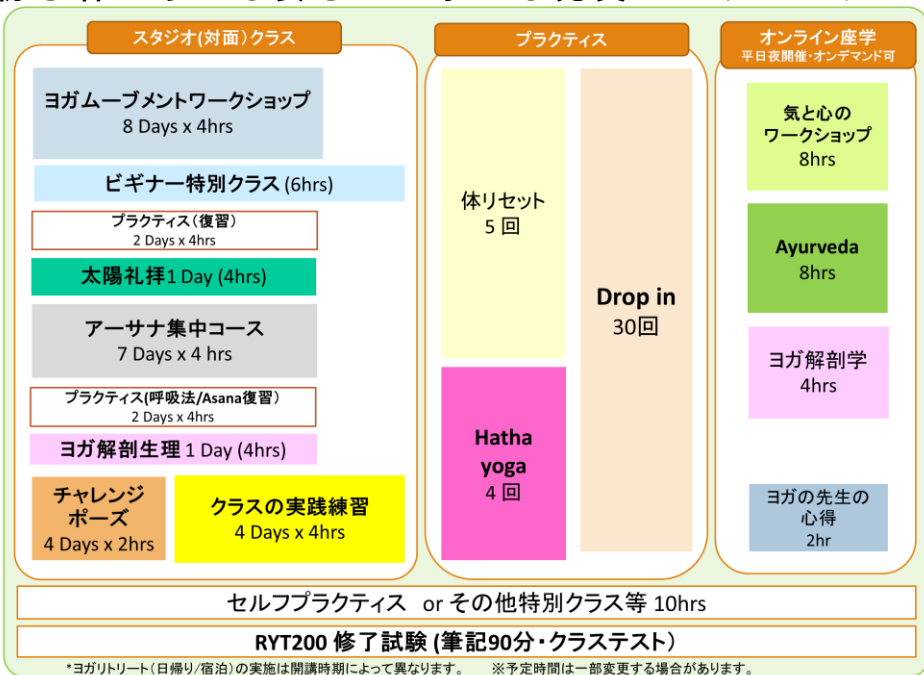 スタジオ(対面)クラス
ヨガムーブメントワークショップ
8 Days x 4hrs
ビギナー特別クラス (6hrs)
プラクティス(復習)
2 Days x 4hrs
太陽礼拝1 Day (4hrs)
アーサナ集中コース
7 Days x 4 hrs
プラクティス(呼吸法/Asana復習)
2 Days x 4hrs
ヨガ解剖生理 1 Day (4hrs)
チャレンジ
ポーズ
4 Days x 2hrs
クラスの実践練習
4 Days x 4hrs
プラクティス
体リセット
5 回
Hatha
yoga
4 回
Drop in
30回
オンライン座学
平日夜開催・オンデマンド可
気と心の
ワークショップ
8hrs
Ayurveda
8hrs
ヨガ解剖学
4hrs
ヨガの先生の
心得
2hr
セルフプラクティス or その他特別クラス等 10hrs
RYT200 修了試験 (筆記90分・クラステスト)
*ヨガリトリート(日帰り/宿泊)の実施は開講時期によって異なります。 ※予定時間は一部変更する場合があります。